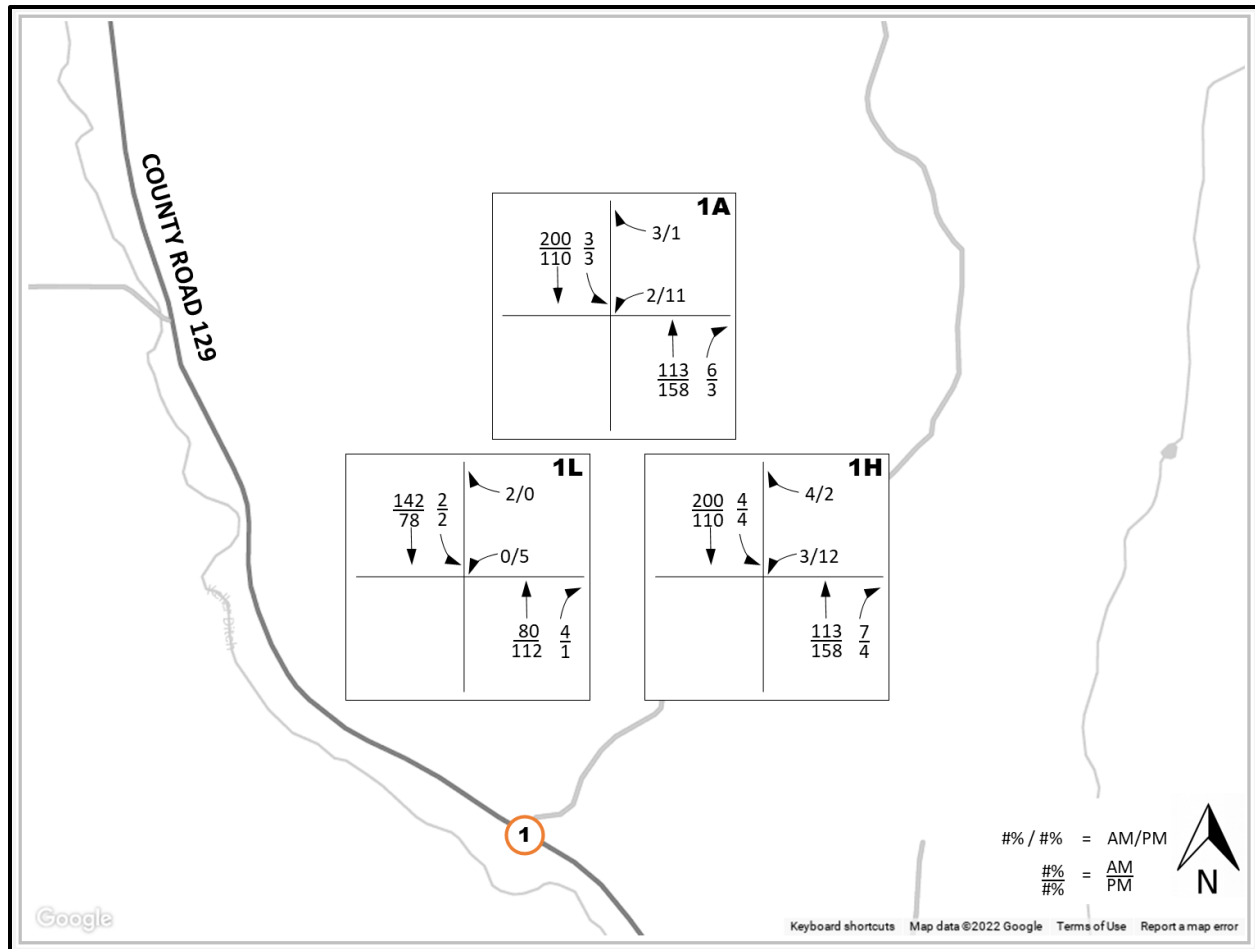 COUNTY ROAD 129
1A
3/1
200 3
110 3
2/11
113 6
158 3
1L
2/0
142 2
78 2
0/5
80 4
112 1
1H
4/2
200 4
110 4
3/12
113 7
158 4
Keller Ditch
1
#% / #% = AM/PM
#% = AM
#% PM
N
Google
Keyboard shortcuts Map data ©2022 Google Terms of Use Report a map error